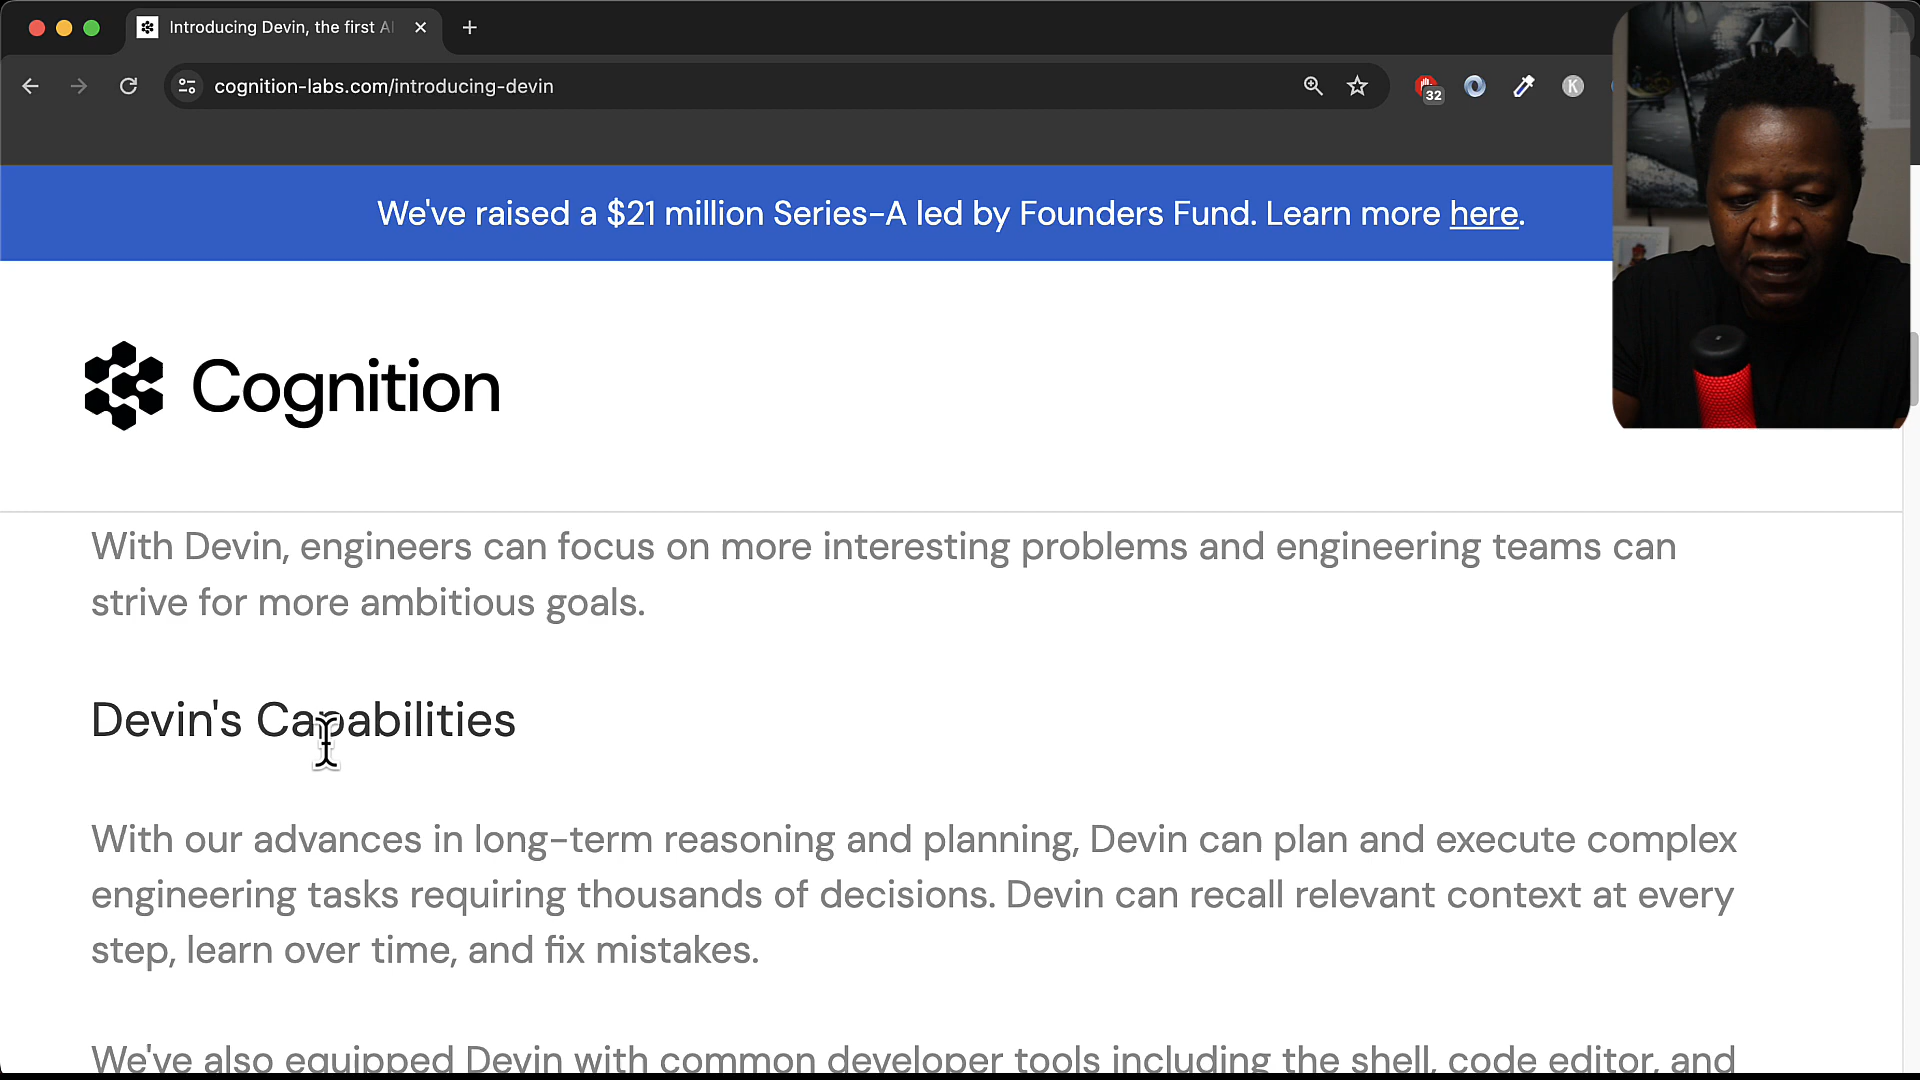 Introducing Devin, the first AI
cognition-labs.com/introducing-devin
32
K
We've raised a $21 million Series-A led by Founders Fund. Learn more here.
Cognition
With Devin, engineers can focus on more interesting problems and engineering teams can
strive for more ambitious goals.
Devin's Capabilities
With our advances in long-term reasoning and planning, Devin can plan and execute complex
engineering tasks requiring thousands of decisions. Devin can recall relevant context at every
step, learn over time, and fix mistakes.
We've also equipped Devin with common developer tools including the shell, code editor, and